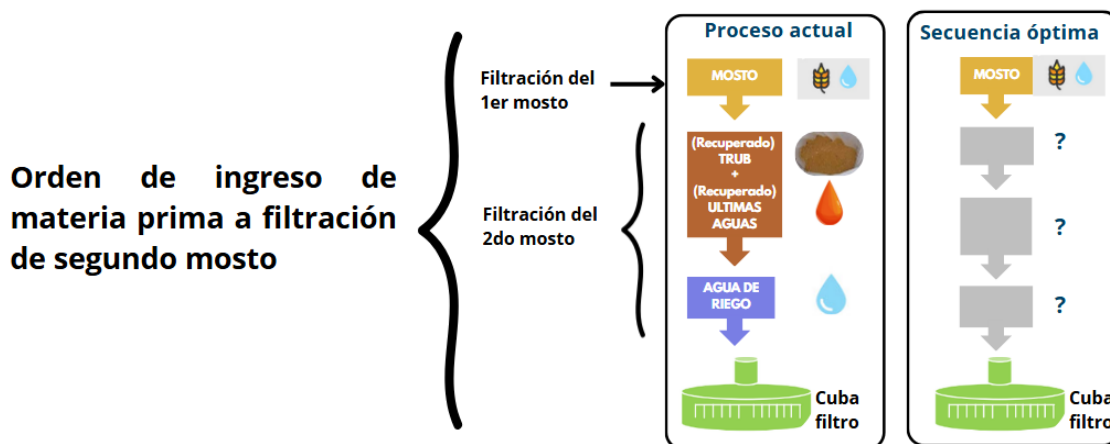 Orden de ingreso de
materia prima a filtración
de segundo mosto
Filtración del
1er mosto
Filtración del
2do mosto
Proceso actual
MOSTO
(Recuperado)
TRUB
+
(Recuperado)
ULTIMAS
AGUAS
AGUA DE
RIEGO
Cuba
filtro
Secuencia óptima
MOSTO
?
?
?
Cuba
filtro